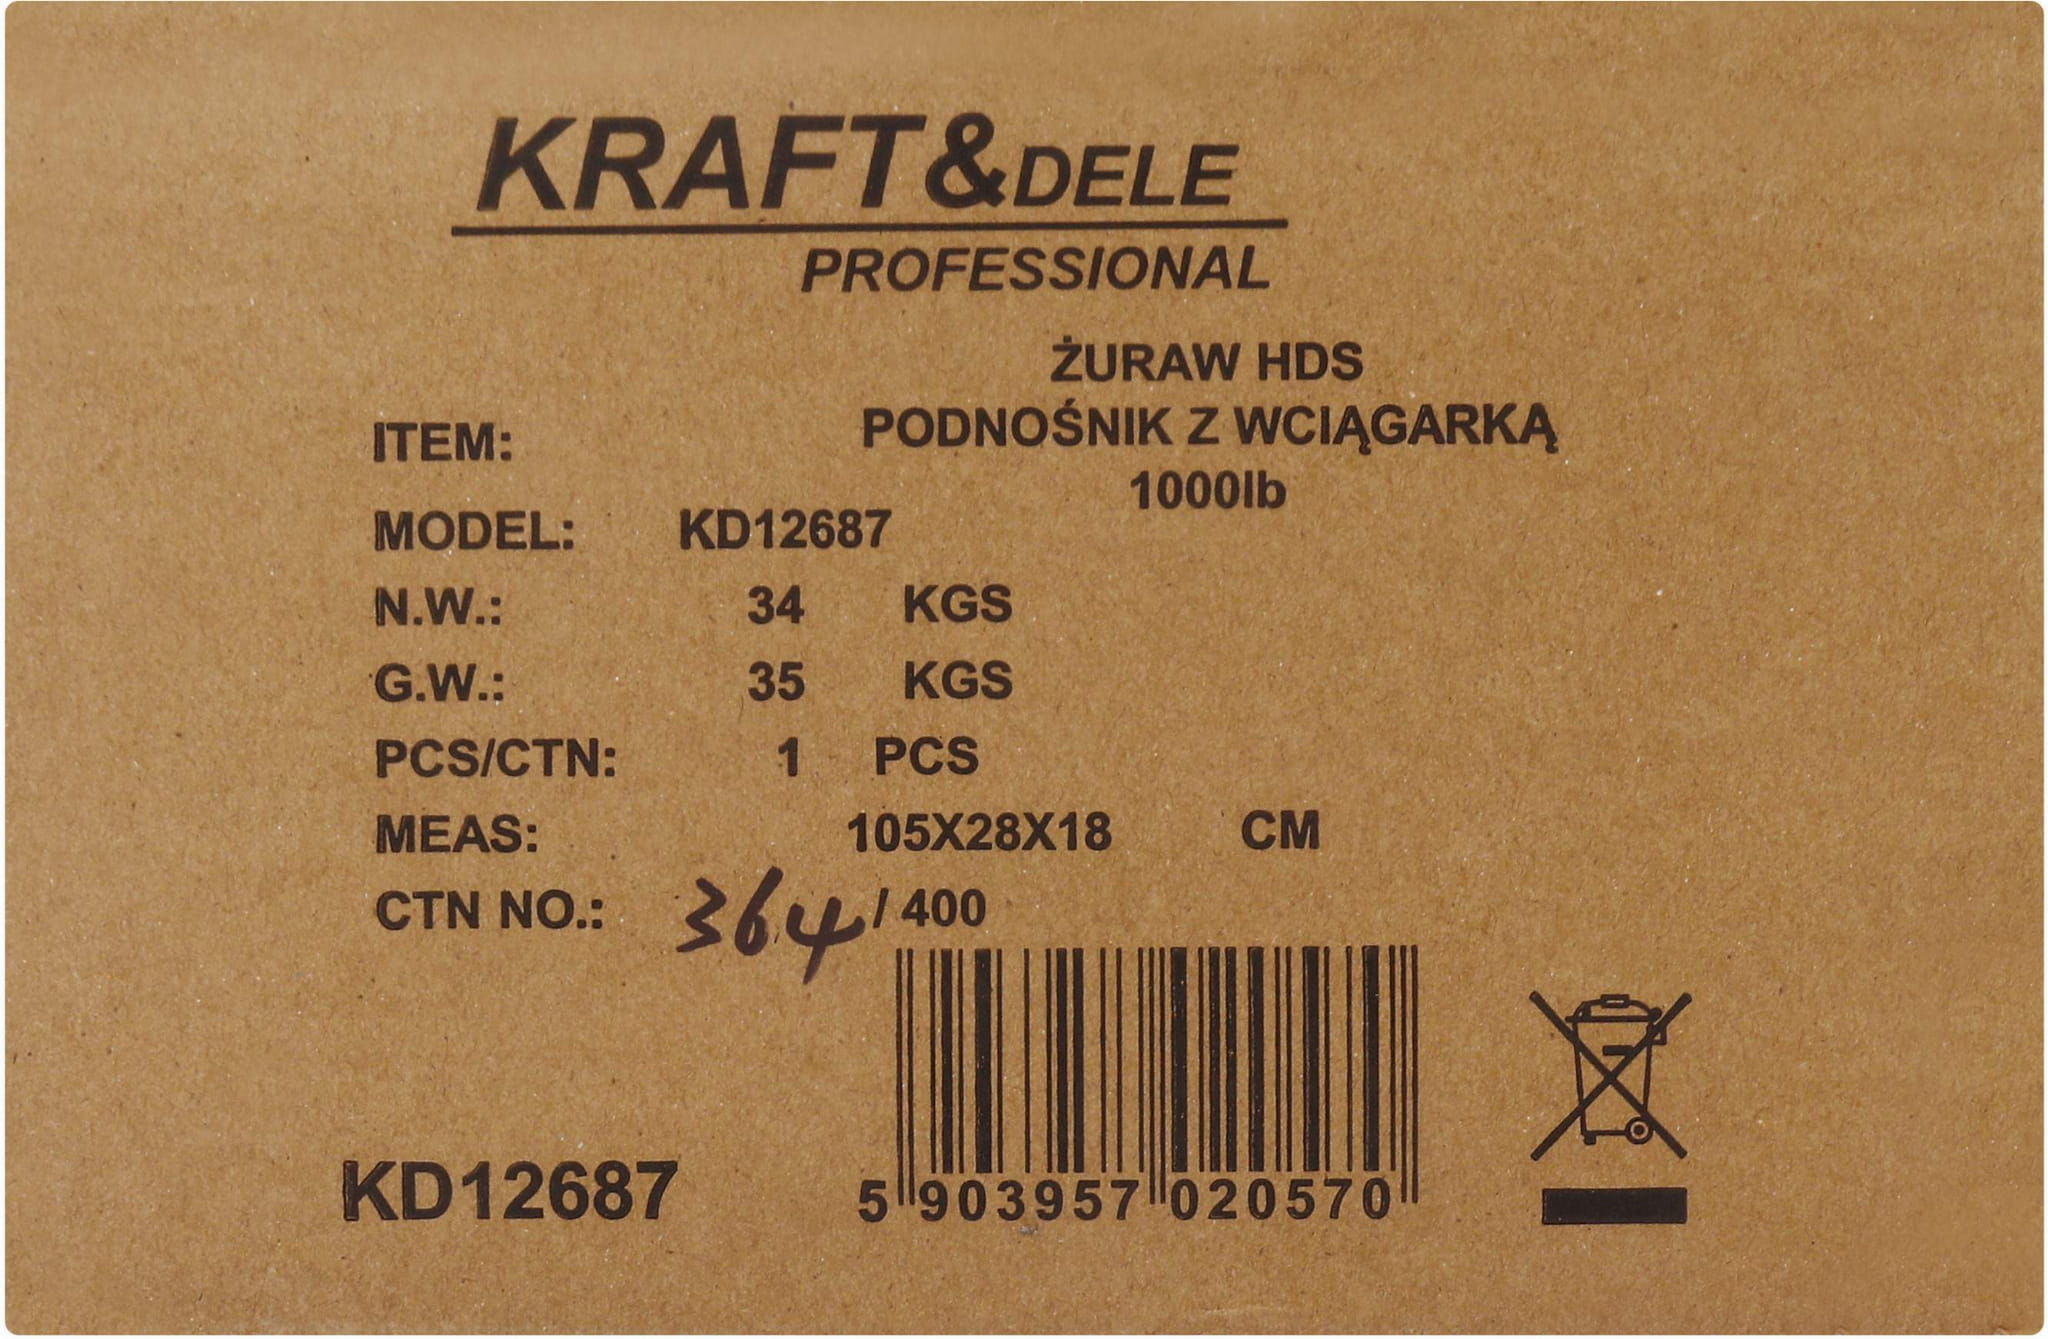 KRAFT&DELE
PROFESSIONAL
ŻURAW HDS
ITEM: PODNOŚNIK Z WCIĄGARKĄ
1000lb
MODEL: KD12687
N.W.: 34 KGS
G.W.: 35 KGS
PCS/CTN: 1 PCS
MEAS: 105X28X18 CM
CTN NO.: 364 / 400
KD12687
5 903957 020570